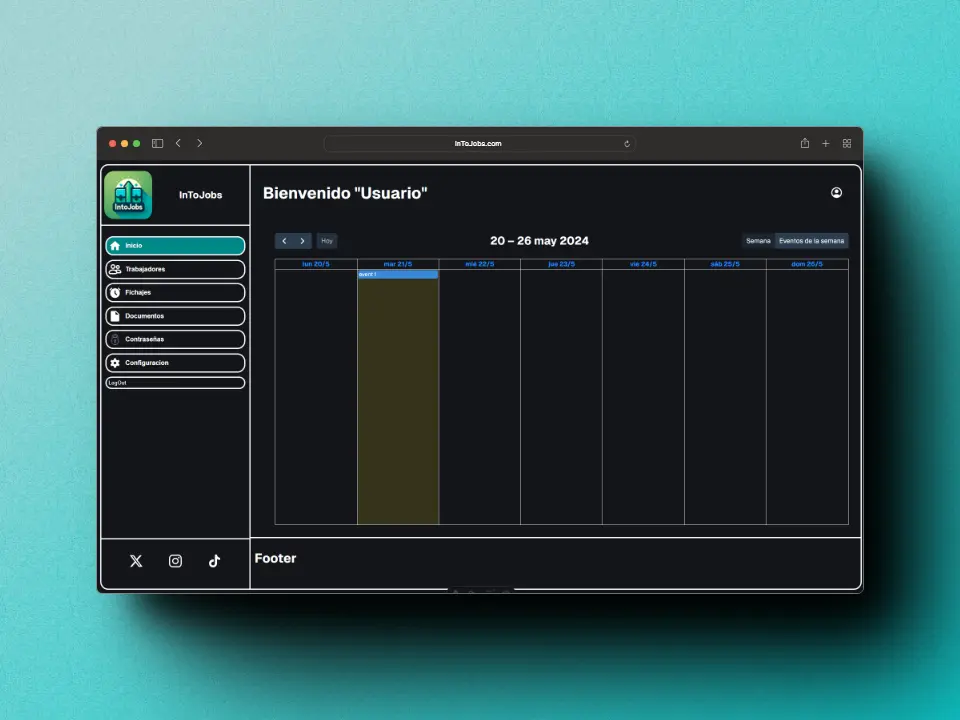 InToJobs.com
IntoJobs
InToJobs
Bienvenido "Usuario"
Inicio
Trabajadores
Fichajes
Documentos
Contraseñas
Configuracion
LogOut
Hoy
20 – 26 may 2024
Semana
Eventos de la semana
lun 20/5
mar 21/5
mié 22/5
jue 23/5
vie 24/5
sáb 25/5
dom 26/5
event 1
Footer